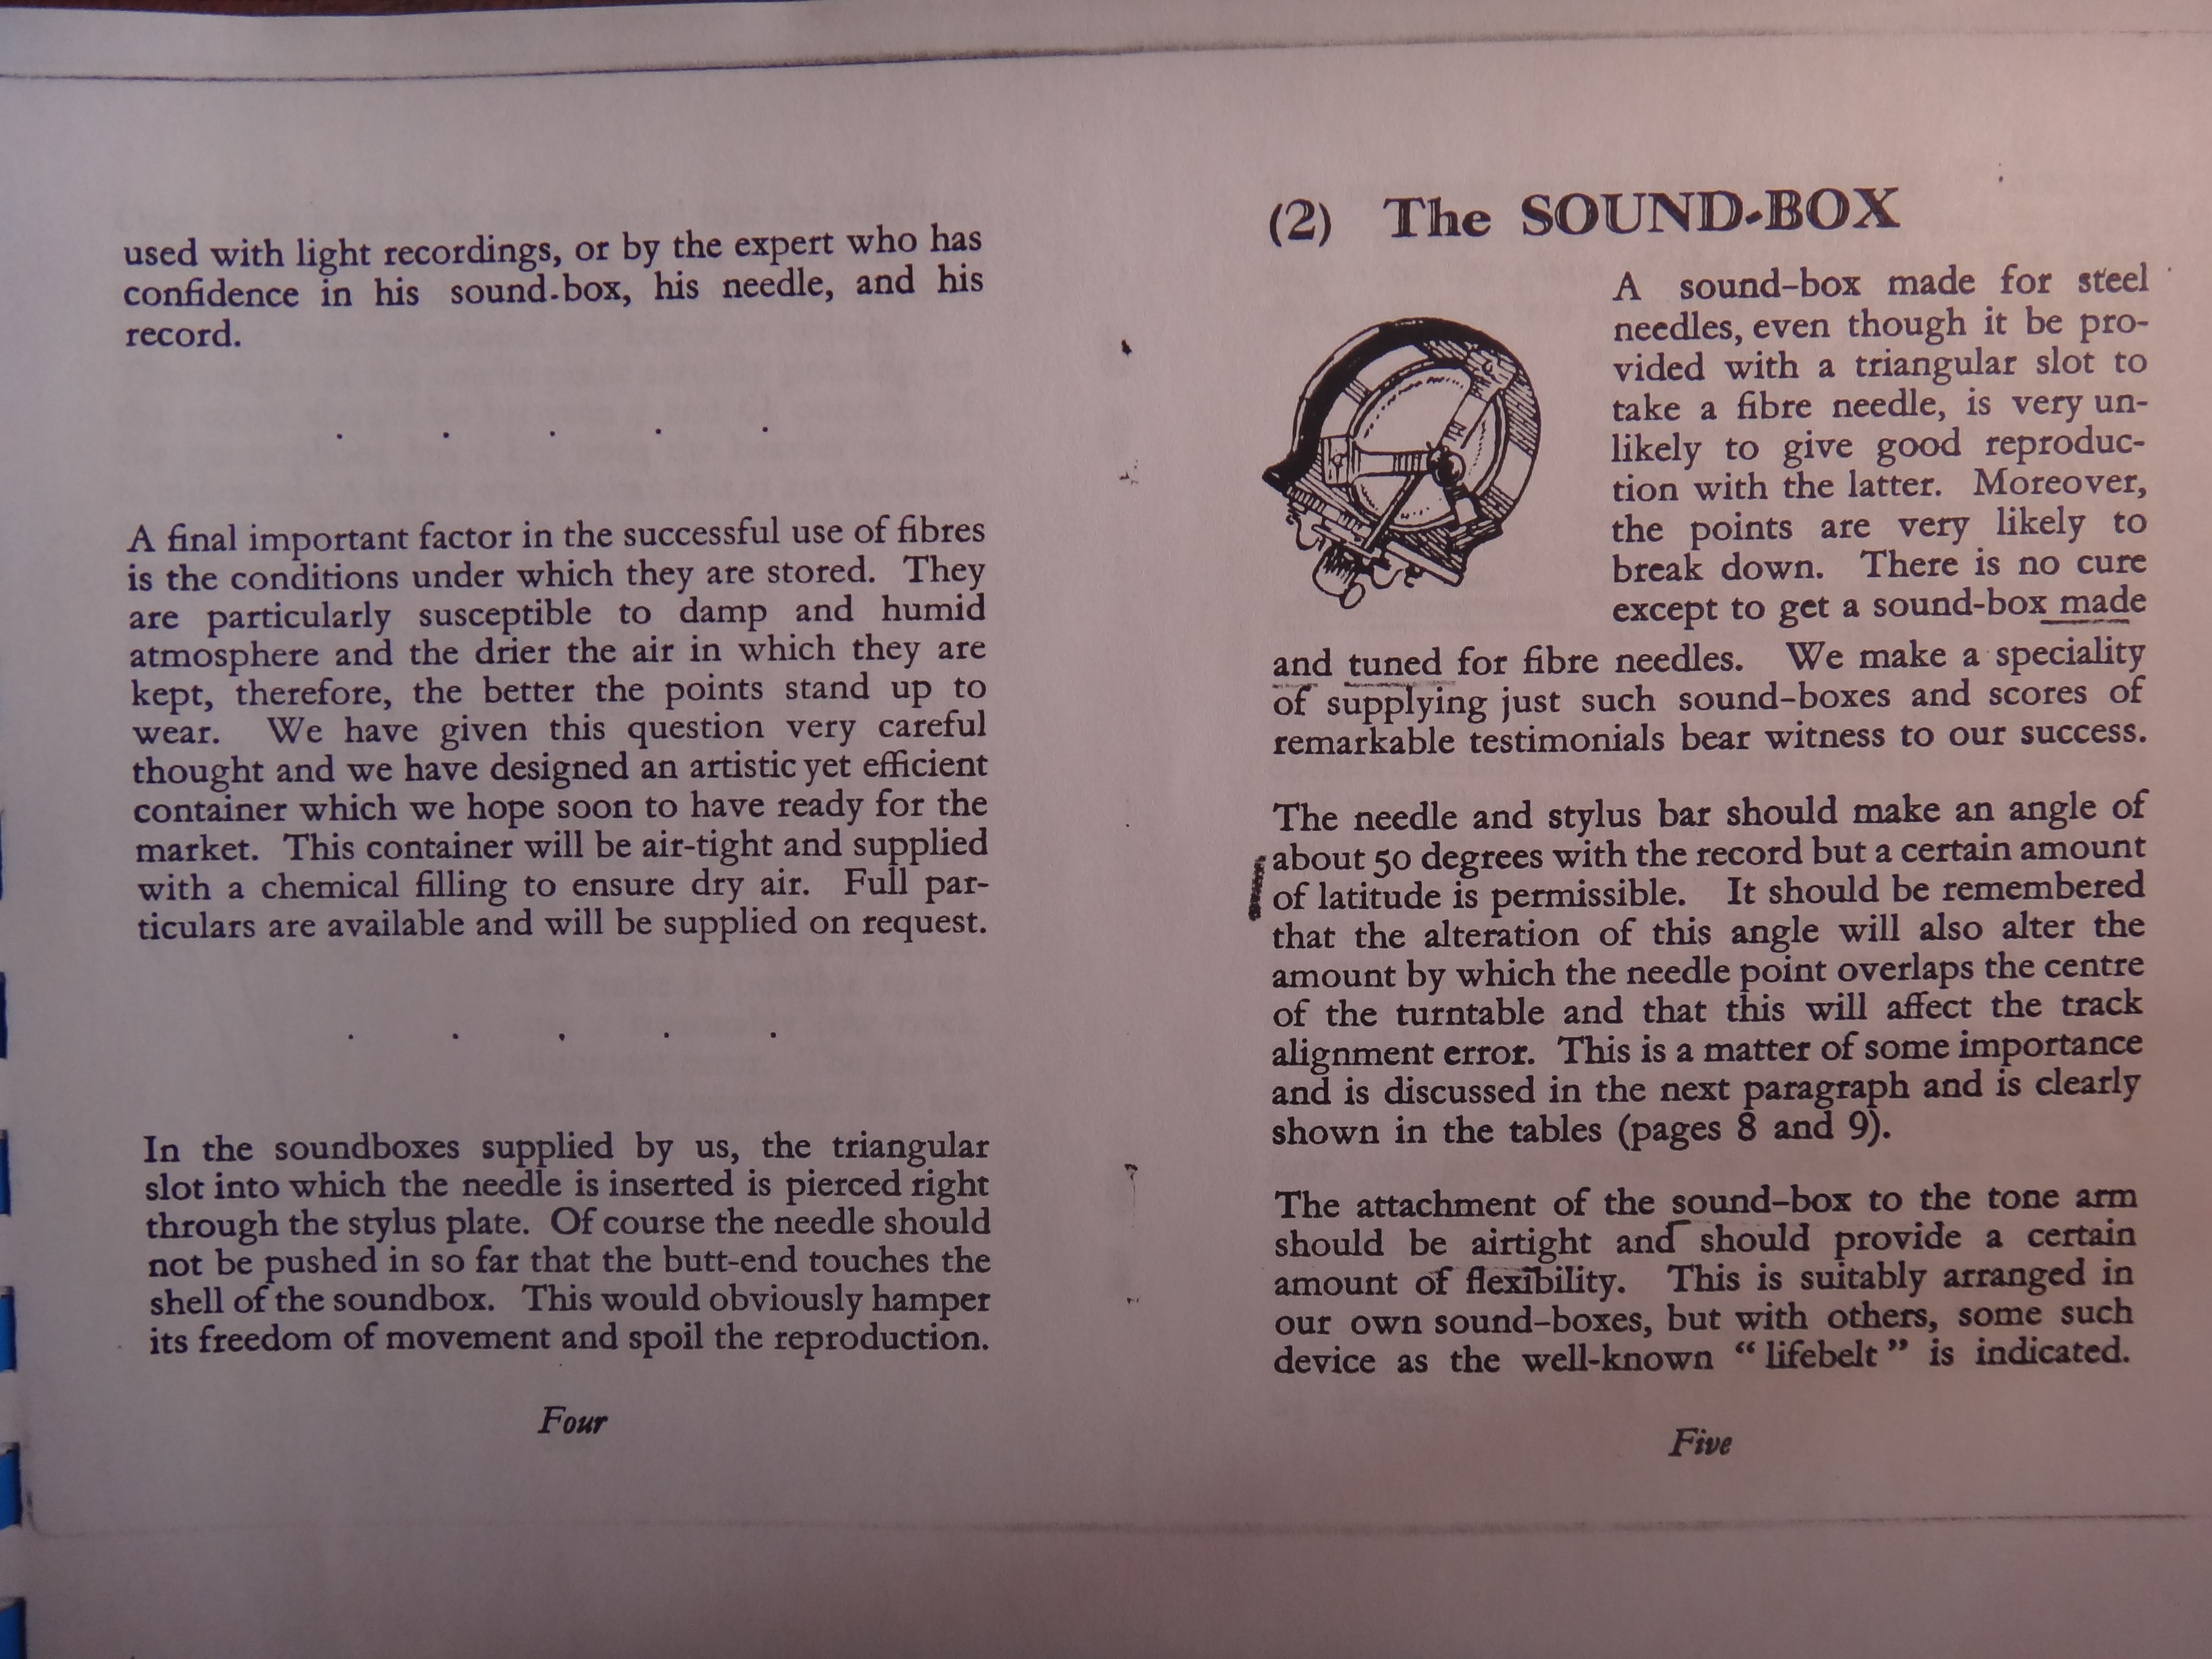 used with light recordings, or by the expert who has
confidence in his sound-box, his needle, and his
record.
. . . . .
A final important factor in the successful use of fibres
is the conditions under which they are stored. They
are particularly susceptible to damp and humid
atmosphere and the drier the air in which they are
kept, therefore, the better the points stand up to
wear. We have given this question very careful
thought and we have designed an artistic yet efficient
container which we hope soon to have ready for the
market. This container will be air-tight and supplied
with a chemical filling to ensure dry air. Full par-
ticulars are available and will be supplied on request.
. . . . .
In the soundboxes supplied by us, the triangular
slot into which the needle is inserted is pierced right
through the stylus plate. Of course the needle should
not be pushed in so far that the butt-end touches the
shell of the soundbox. This would obviously hamper
its freedom of movement and spoil the reproduction.
Four
(2) The SOUND-BOX
A sound-box made for steel
needles, even though it be pro-
vided with a triangular slot to
take a fibre needle, is very un-
likely to give good reproduc-
tion with the latter. Moreover,
the points are very likely to
break down. There is no cure
except to get a sound-box made
and tuned for fibre needles. We make a speciality
of supplying just such sound-boxes and scores of
remarkable testimonials bear witness to our success.
The needle and stylus bar should make an angle of
about 50 degrees with the record but a certain amount
of latitude is permissible. It should be remembered
that the alteration of this angle will also alter the
amount by which the needle point overlaps the centre
of the turntable and that this will affect the track
alignment error. This is a matter of some importance
and is discussed in the next paragraph and is clearly
shown in the tables (pages 8 and 9).
The attachment of the sound-box to the tone arm
should be airtight and should provide a certain
amount of flexibility. This is suitably arranged in
our own sound-boxes, but with others, some such
device as the well-known "lifebelt" is indicated.
Five